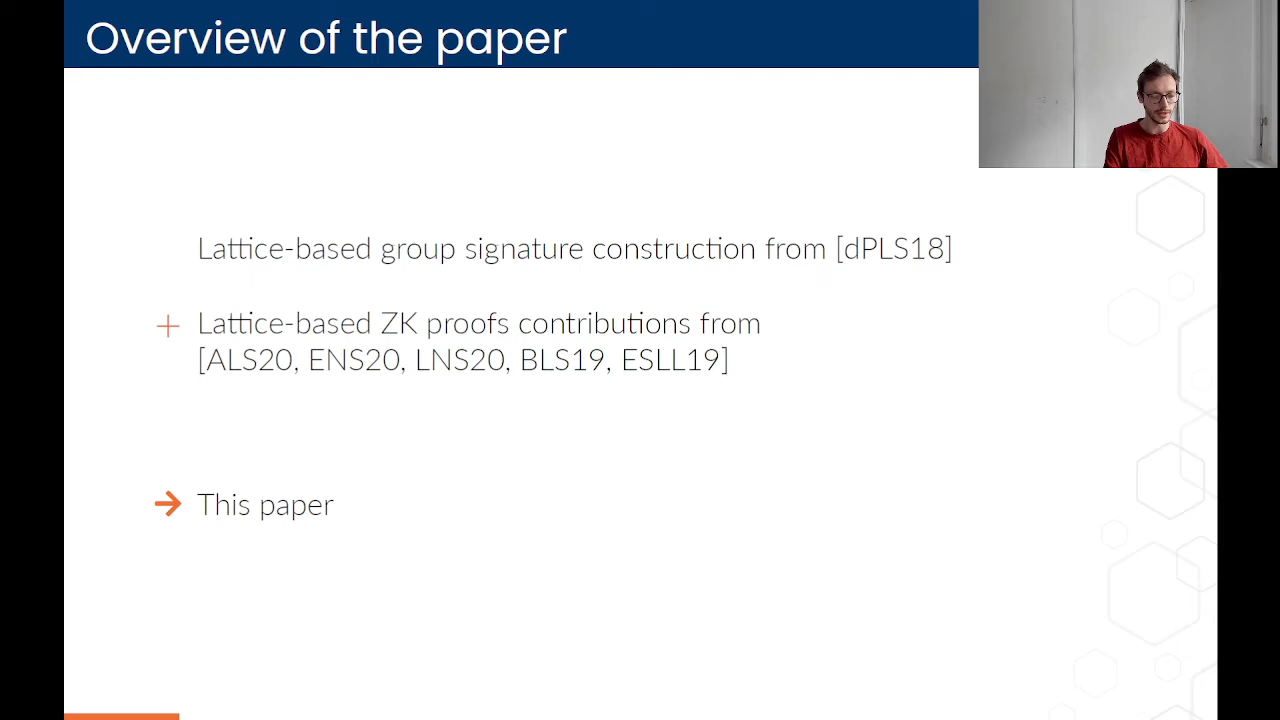 Overview of the paper
Lattice-based group signature construction from [dPLS18]
+ Lattice-based ZK proofs contributions from
[ALS20, ENS20, LNS20, BLS19, ESLL19]
→ This paper